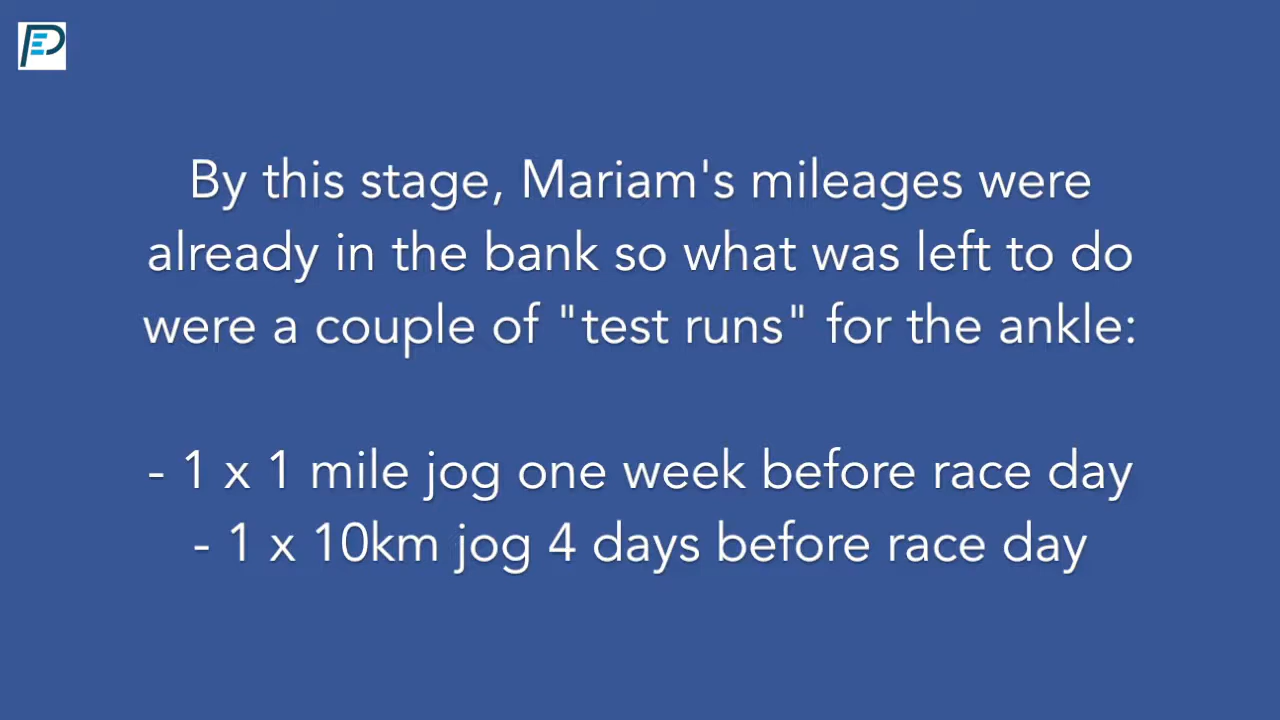 By this stage, Mariam's mileages were
already in the bank so what was left to do
were a couple of "test runs" for the ankle:
- 1 x 1 mile jog one week before race day
- 1 x 10km jog 4 days before race day